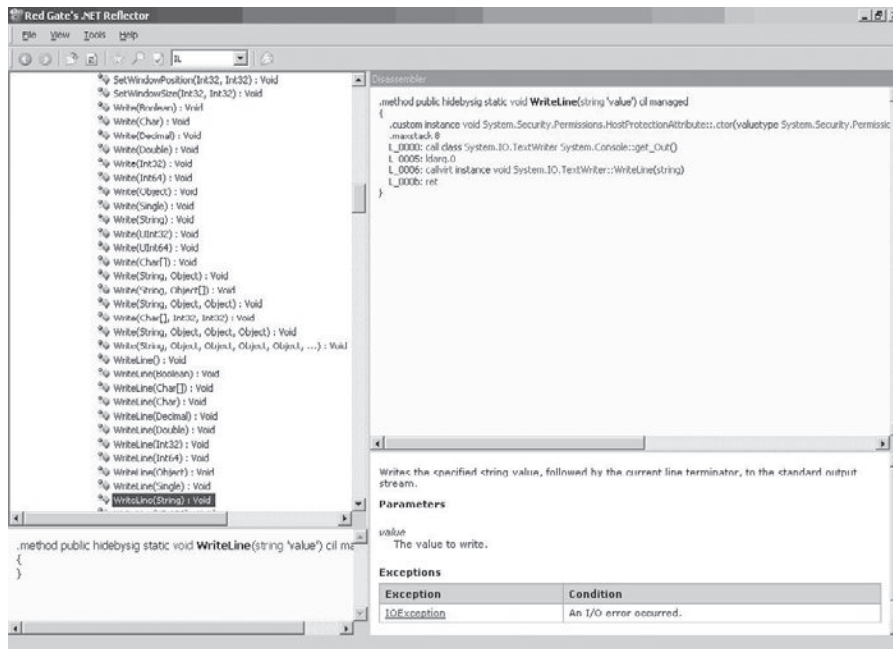 Red Gate's .NET Reflector
File View Tools Help
IL
SetWindowPosition(Int32, Int32) : Void
SetWindowSize(Int32, Int32) : Void
Write(Boolean) : Void
Write(Char) : Void
Write(Decimal) : Void
Write(Double) : Void
Write(Int32) : Void
Write(Int64) : Void
Write(Object) : Void
Write(Single) : Void
Write(String) : Void
Write(UInt32) : Void
Write(UInt64) : Void
Write(Char[]) : Void
Write(String, Object) : Void
Write(String, Object[]) : Void
Write(String, Object, Object) : Void
Write(Char[], Int32, Int32) : Void
Write(String, Object, Object, Object) : Void
Write(String, Object, Object, Object, Object, ...) : Void
WriteLine() : Void
WriteLine(Boolean) : Void
WriteLine(Char[]) : Void
WriteLine(Char) : Void
WriteLine(Decimal) : Void
WriteLine(Double) : Void
WriteLine(Int32) : Void
WriteLine(Int64) : Void
WriteLine(Object) : Void
WriteLine(Single) : Void
WriteLine(String) : Void
.method public hidebysig static void WriteLine(string 'value') cil ma
{
}
Disassembler
.method public hidebysig static void WriteLine(string 'value') cil managed
{
.custom instance void System.Security.Permissions.HostProtectionAttribute::.ctor(valuetype System.Security.Permissic
.maxstack 8
L_0000: call class System.IO.TextWriter System.Console::get_Out()
L_0005: ldarg.0
L_0006: callvirt instance void System.IO.TextWriter::WriteLine(string)
L_000b: ret
}
Writes the specified string value, followed by the current line terminator, to the standard output
stream.
Parameters
value
The value to write.
Exceptions
Exception Condition
IOException An I/O error occurred.